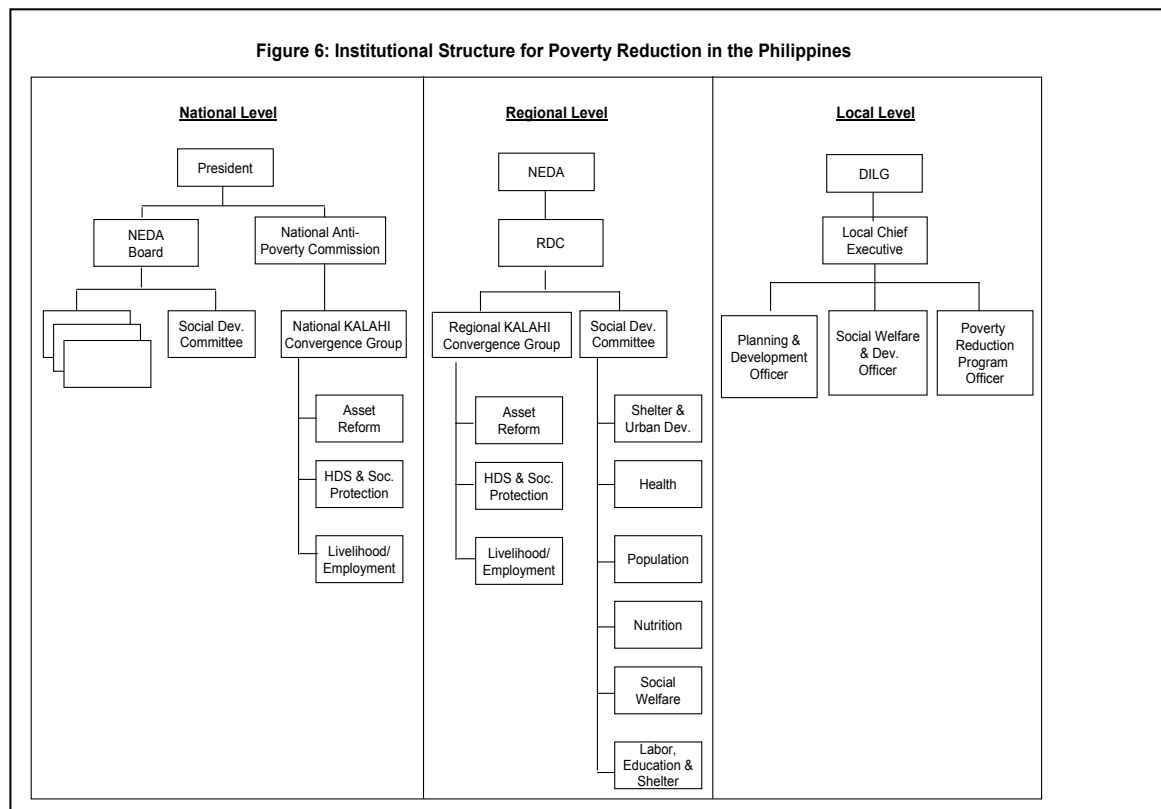 Figure 6: Institutional Structure for Poverty Reduction in the Philippines
National Level
President
NEDA
Board
National Anti-
Poverty Commission
Social Dev.
Committee
National KALAHI
Convergence Group
Asset
Reform
HDS & Soc.
Protection
Livelihood/
Employment
Regional Level
NEDA
RDC
Regional KALAHI
Convergence Group
Social Dev.
Committee
Asset
Reform
HDS & Soc.
Protection
Livelihood/
Employment
Shelter &
Urban Dev.
Health
Population
Nutrition
Social
Welfare
Labor,
Education &
Shelter
Local Level
DILG
Local Chief
Executive
Planning &
Development
Officer
Social Welfare
& Dev.
Officer
Poverty
Reduction
Program
Officer